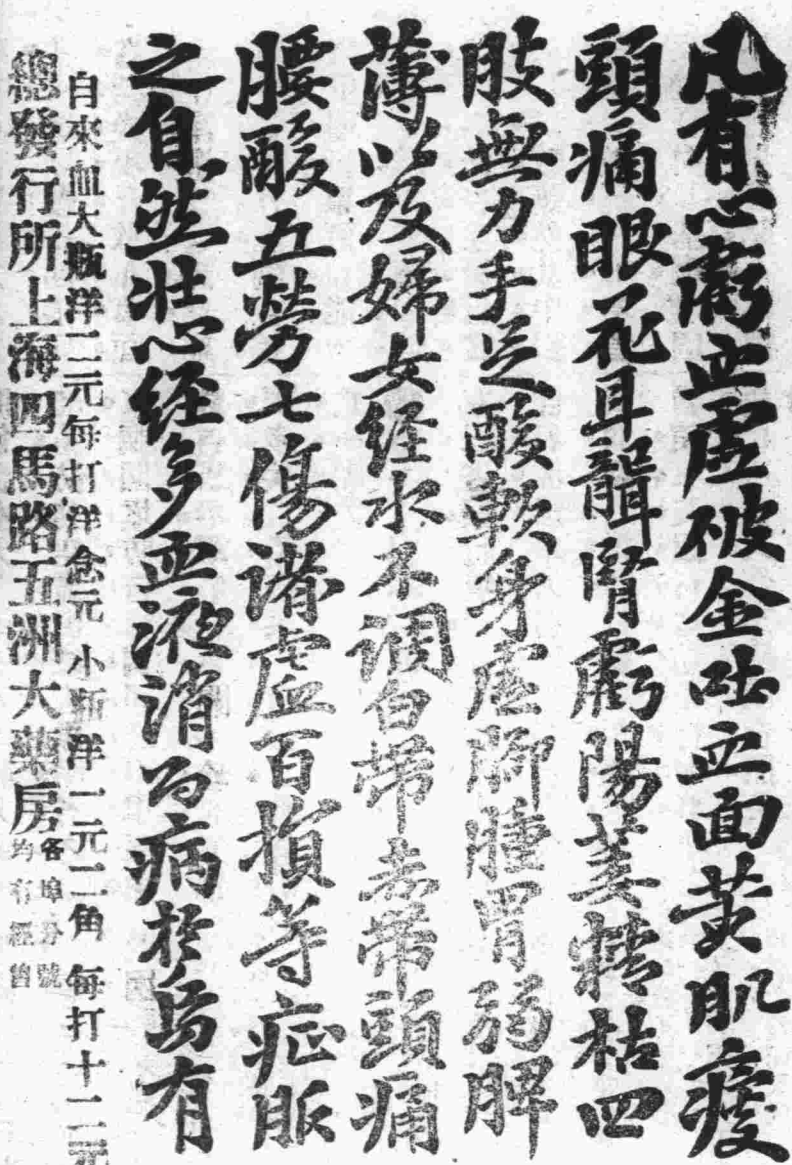 凡有心虧血虛破金吐血面黃肌瘦
頭痛眼花耳聾腎虧陽萎精枯四
肢無力手足酸軟身虛脚腫胃弱脾
薄以及婦女经水不調白帶赤帶頭痛
腰酸五勞七傷諸虛百損等症服
之自然壯心经多血液消百病於烏有
自來血大瓶洋二元每打洋念元 小瓶洋一元二角 每打十二元
總發行所上海四馬路五洲大藥房
各埠分號
均有經售